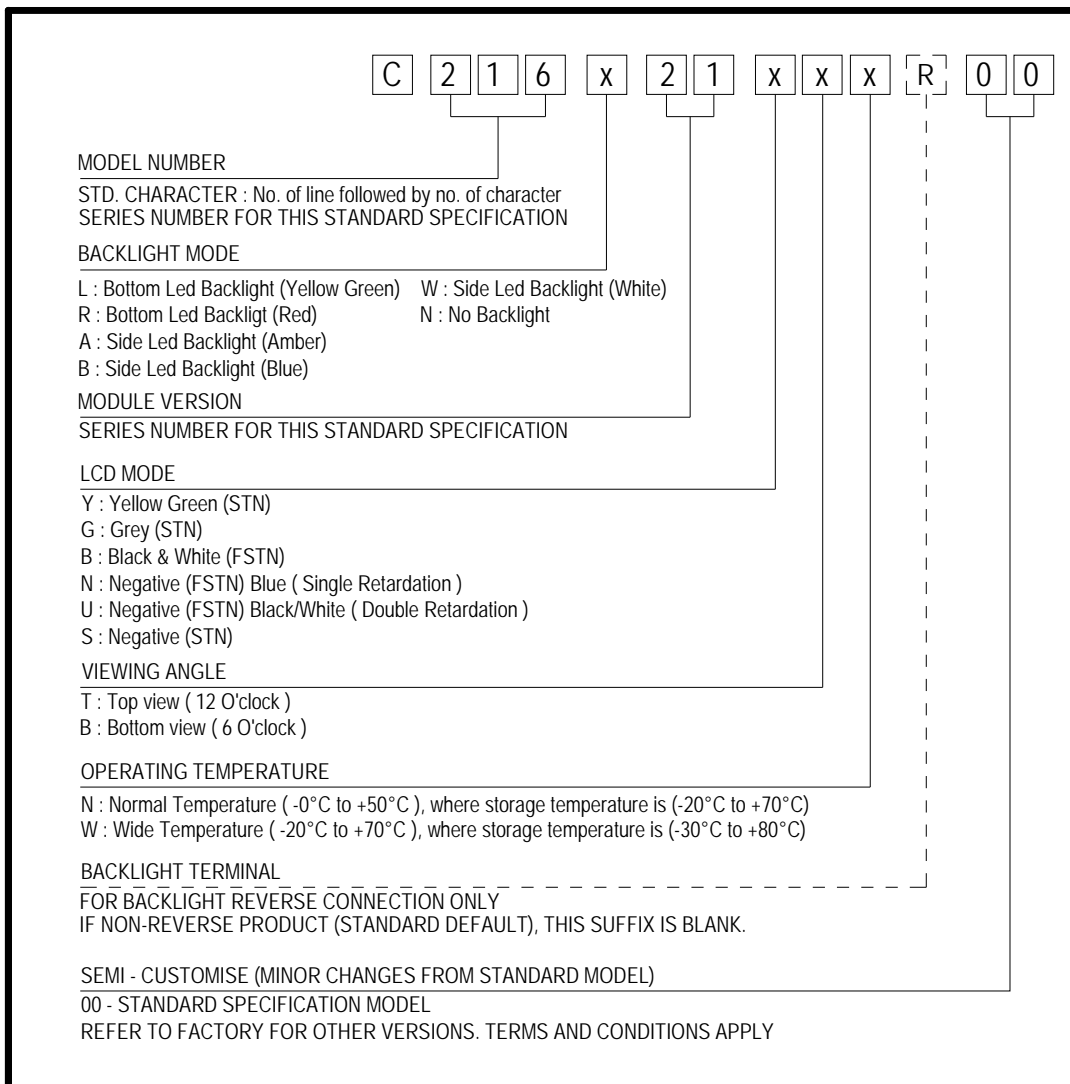 C 2 1 6 x 2 1 x x x R 0 0
MODEL NUMBER
STD. CHARACTER : No. of line followed by no. of character
SERIES NUMBER FOR THIS STANDARD SPECIFICATION
BACKLIGHT MODE
L : Bottom Led Backlight (Yellow Green) W : Side Led Backlight (White)
R : Bottom Led Backligt (Red) N : No Backlight
A : Side Led Backlight (Amber)
B : Side Led Backlight (Blue)
MODULE VERSION
SERIES NUMBER FOR THIS STANDARD SPECIFICATION
LCD MODE
Y : Yellow Green (STN)
G : Grey (STN)
B : Black & White (FSTN)
N : Negative (FSTN) Blue ( Single Retardation )
U : Negative (FSTN) Black/White ( Double Retardation )
S : Negative (STN)
VIEWING ANGLE
T : Top view ( 12 O'clock )
B : Bottom view ( 6 O'clock )
OPERATING TEMPERATURE
N : Normal Temperature ( -0°C to +50°C ), where storage temperature is (-20°C to +70°C)
W : Wide Temperature ( -20°C to +70°C ), where storage temperature is (-30°C to +80°C)
BACKLIGHT TERMINAL
FOR BACKLIGHT REVERSE CONNECTION ONLY
IF NON-REVERSE PRODUCT (STANDARD DEFAULT), THIS SUFFIX IS BLANK.
SEMI - CUSTOMISE (MINOR CHANGES FROM STANDARD MODEL)
00 - STANDARD SPECIFICATION MODEL
REFER TO FACTORY FOR OTHER VERSIONS. TERMS AND CONDITIONS APPLY